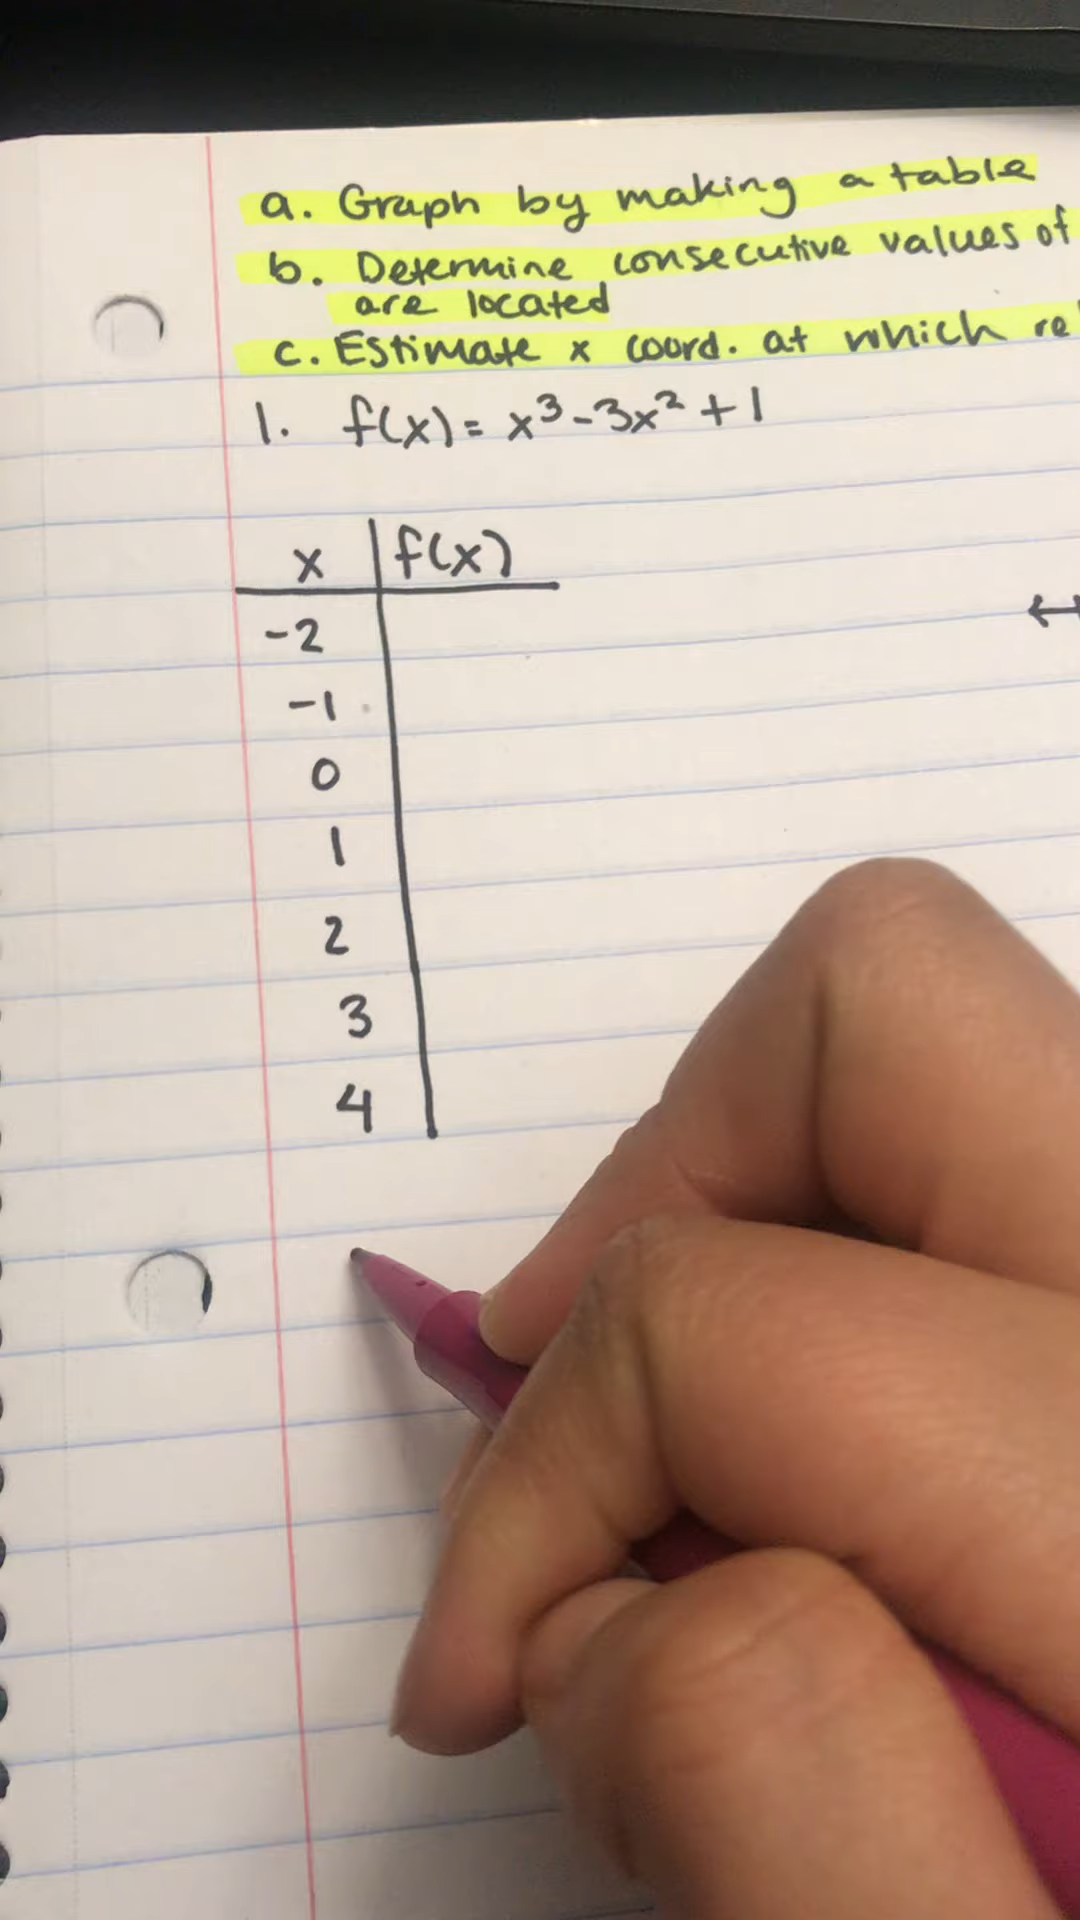 a. Graph by making a table
b. Determine consecutive values of
are located
c. Estimate x coord. at which
1. f(x) = x³-3x²+1
x f(x)
-2
-1
0
1
2
3
4